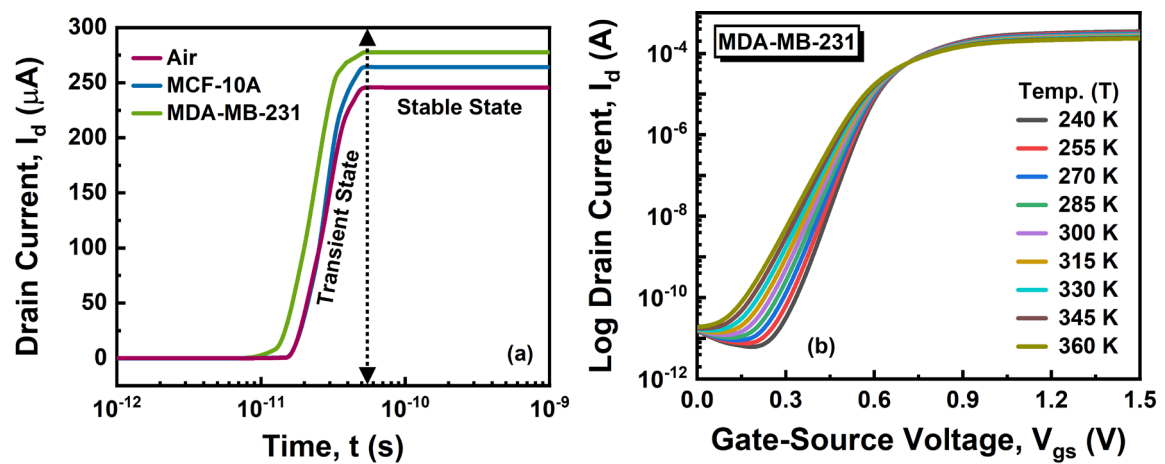 300
250
200
150
100
50
0
Drain Current, I_d (μA)
Air
MCF-10A
MDA-MB-231
Stable State
Transient State
(a)
10^-12
10^-11
10^-10
10^-9
Time, t (s)
10^-4
10^-6
10^-8
10^-10
10^-12
Log Drain Current, I_d (A)
MDA-MB-231
Temp. (T)
240 K
255 K
270 K
285 K
300 K
315 K
330 K
345 K
360 K
(b)
0.0
0.3
0.6
0.9
1.2
1.5
Gate-Source Voltage, V_gs (V)